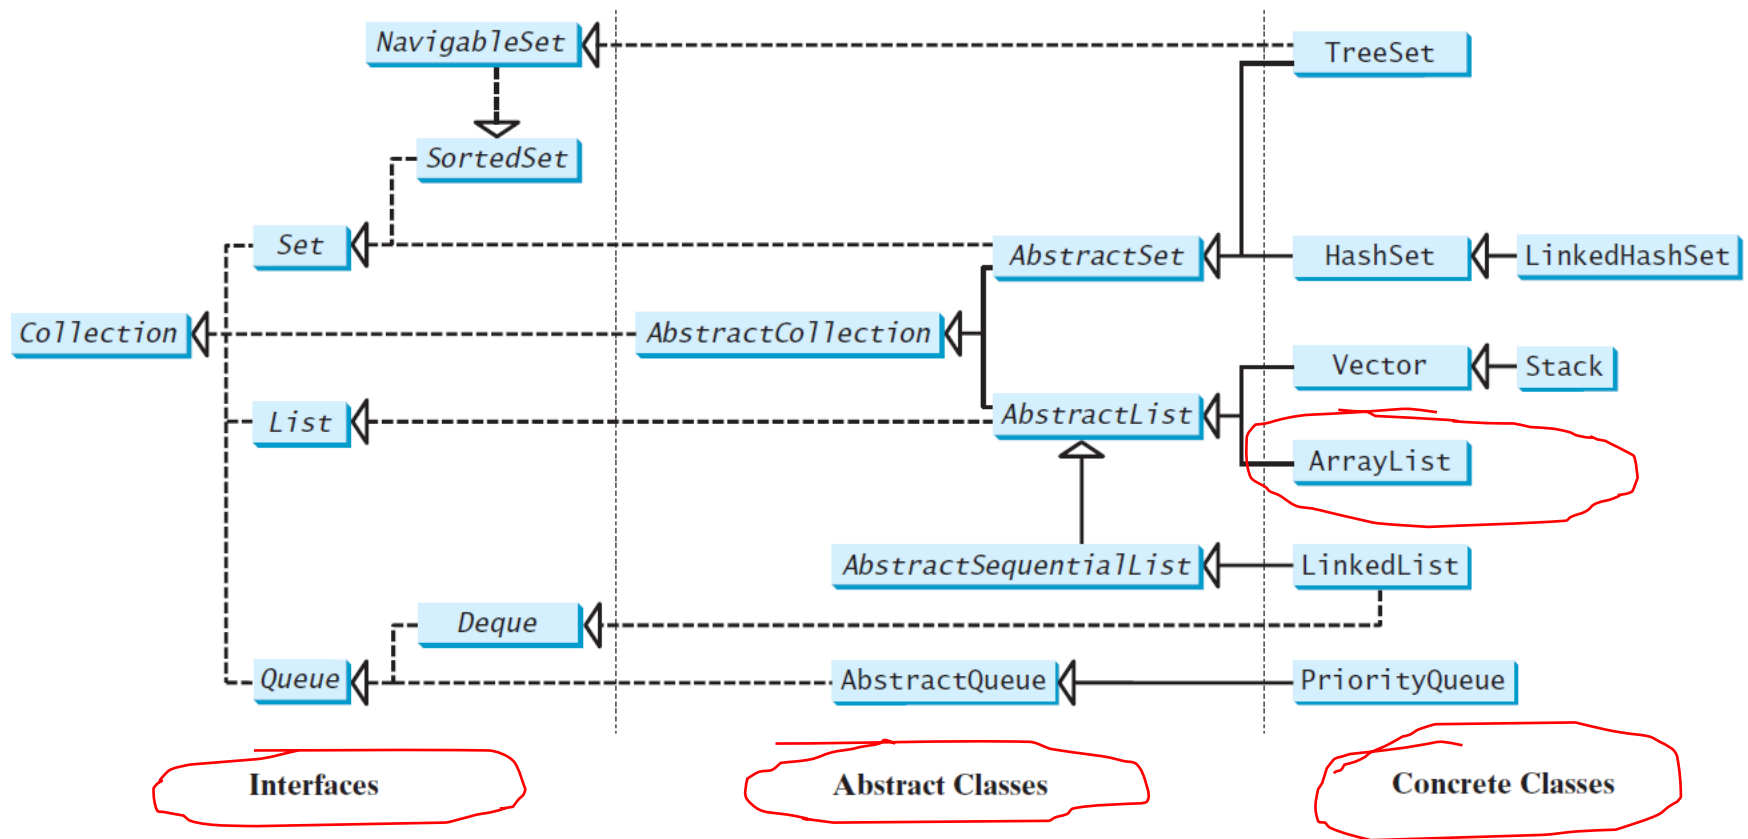 NavigableSet
TreeSet
SortedSet
Set
AbstractSet
HashSet
LinkedHashSet
Collection
AbstractCollection
Vector
Stack
List
AbstractList
ArrayList
AbstractSequentialList
LinkedList
Deque
Queue
AbstractQueue
PriorityQueue
Interfaces
Abstract Classes
Concrete Classes